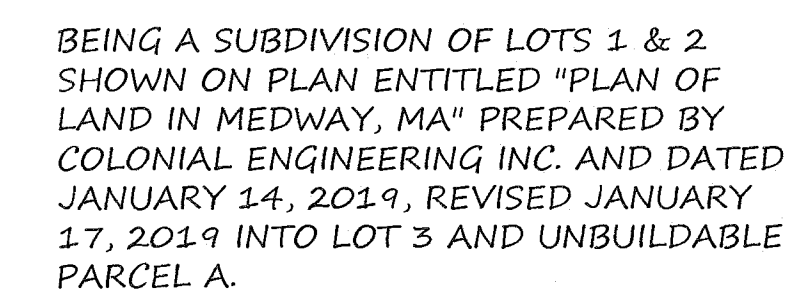 BEING A SUBDIVISION OF LOTS 1 & 2
SHOWN ON PLAN ENTITLED "PLAN OF
LAND IN MEDWAY, MA" PREPARED BY
COLONIAL ENGINEERING INC. AND DATED
JANUARY 14, 2019, REVISED JANUARY
17, 2019 INTO LOT 3 AND UNBUILDABLE
PARCEL A.